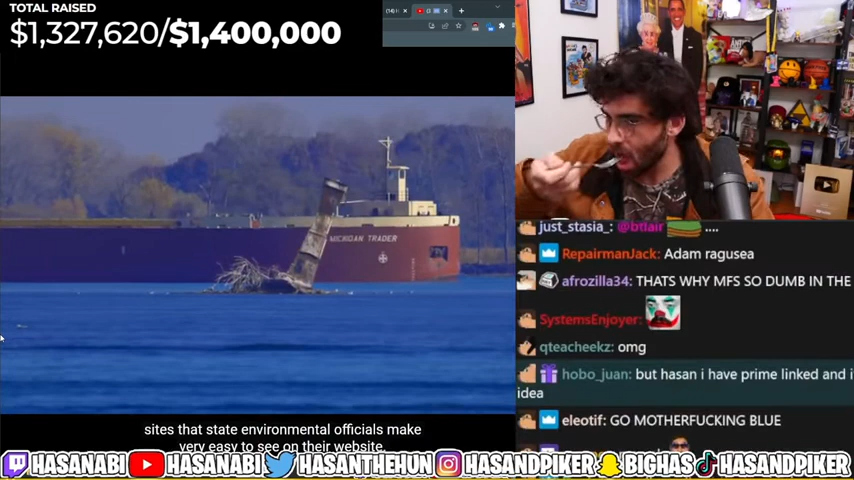 TOTAL RAISED
$1,327,620/$1,400,000
MICHIGAN TRADER
just_stasia_: @btlair ....
RepairmanJack: Adam ragusea
afrozilla34: THATS WHY MFS SO DUMB IN THE
SystemsEnjoyer:
qteacheekz: omg
hobo_juan: but hasan i have prime linked and i
idea
eleotif: GO MOTHERFUCKING BLUE
sites that state environmental officials make
very easy to see on their website.
HASANABI HASANABI HASANTHEHUN HASANDPIKER BIGHAS HASANDPIKER